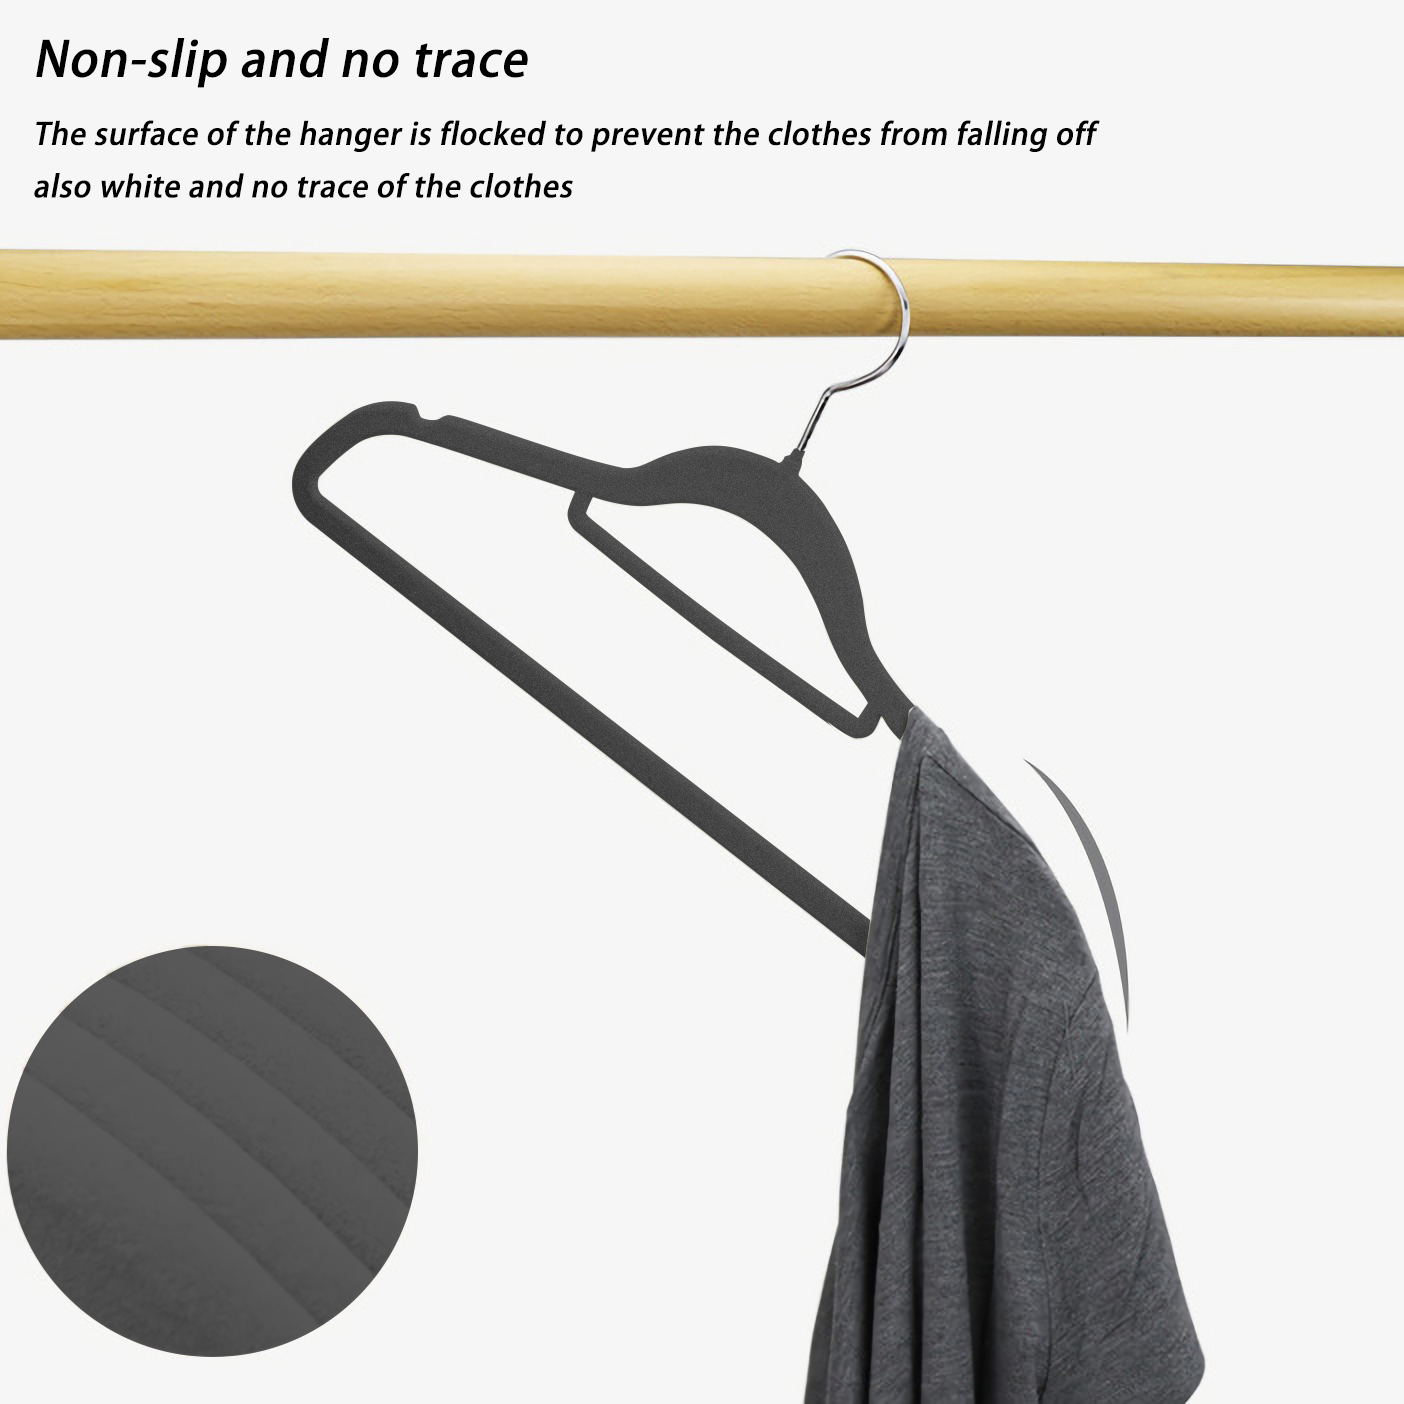 Non-slip and no trace
The surface of the hanger is flocked to prevent the clothes from falling off
also white and no trace of the clothes